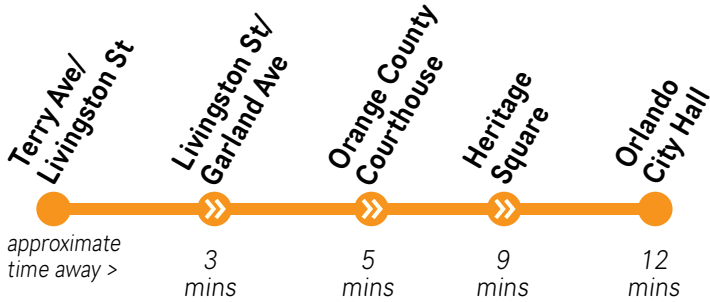 Terry Ave/
Livingston St
Livingston St/
Garland Ave
Orange County
Courthouse
Heritage
Square
Orlando
City Hall
approximate
time away >
3
mins
5
mins
9
mins
12
mins